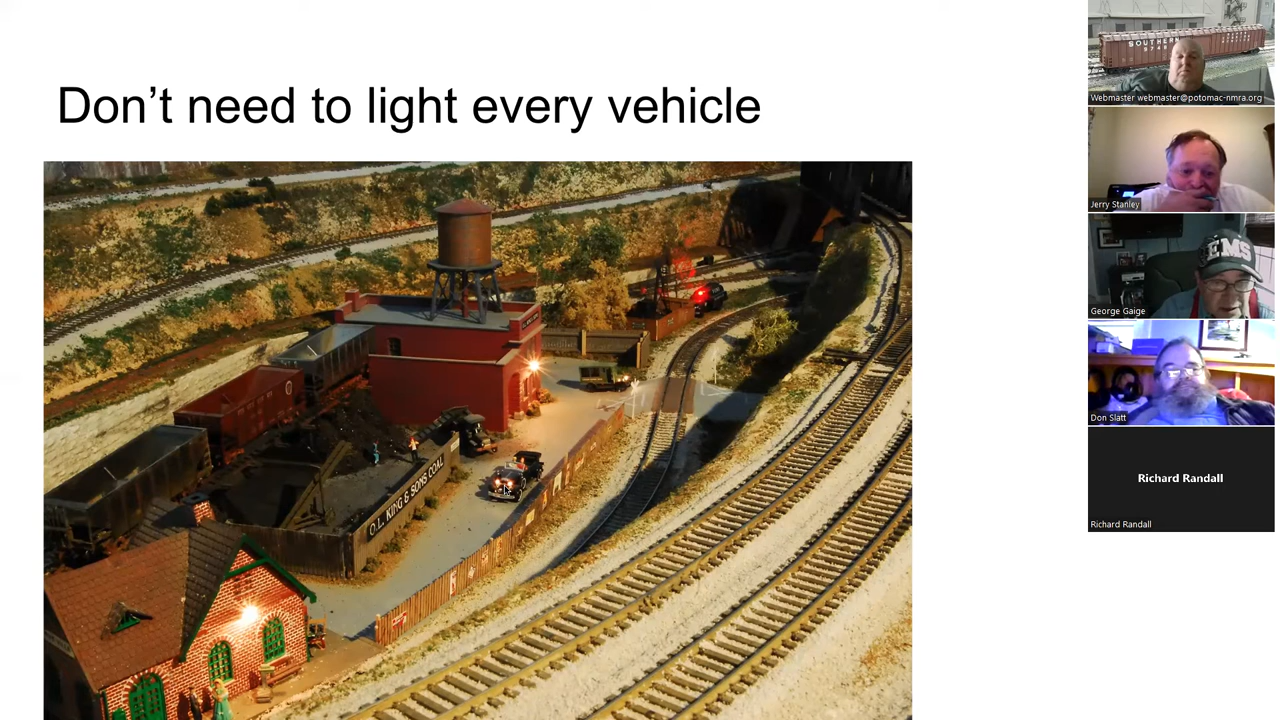 Don't need to light every vehicle
O.L. KING & SONS COAL
SOUTHERN
Webmaster webmaster@potomac-nmra.org
Jerry Stanley
EMS
George Gaige
Don Slatt
Richard Randall
Richard Randall